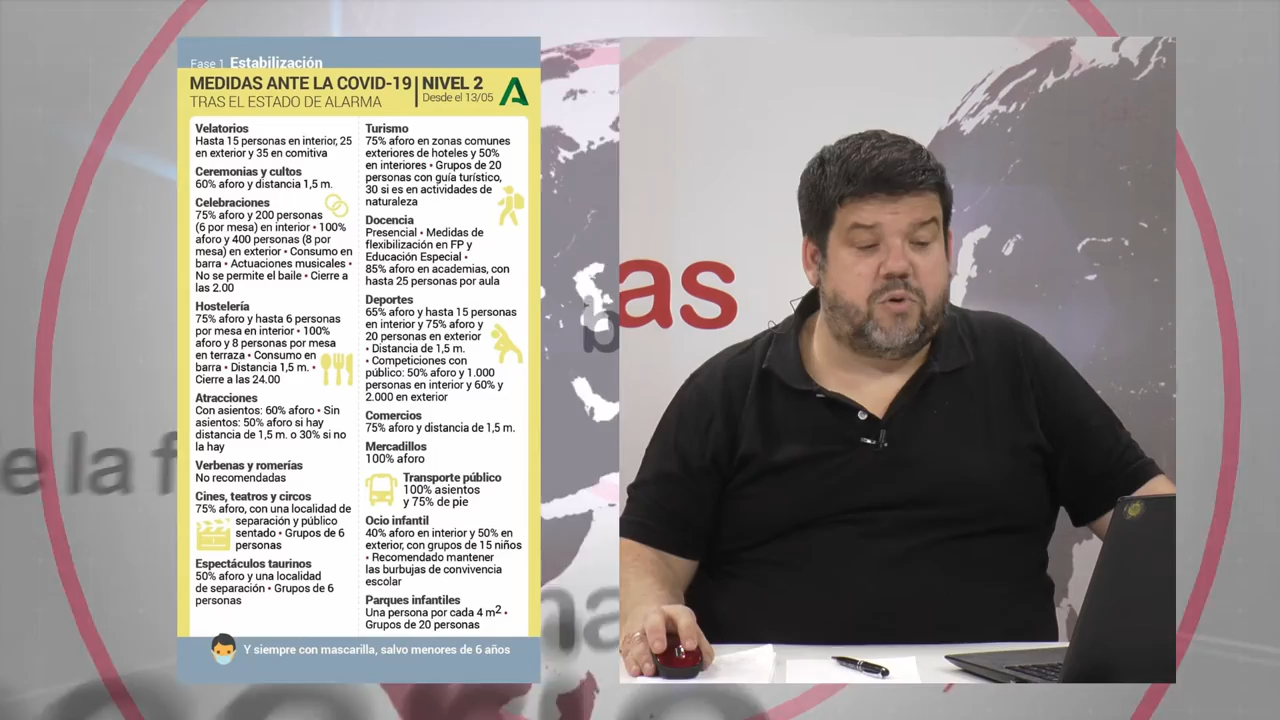 Fase 1 Estabilización
MEDIDAS ANTE LA COVID-19 NIVEL 2
TRAS EL ESTADO DE ALARMA Desde el 13/05
Velatorios
Hasta 15 personas en interior, 25
en exterior y 35 en comitiva
Ceremonias y cultos
60% aforo y distancia 1,5 m.
Celebraciones
75% aforo y 200 personas
(6 por mesa) en interior • 100%
aforo y 400 personas (8 por
mesa) en exterior • Consumo en
barra • Actuaciones musicales •
No se permite el baile • Cierre a
las 2.00
Hostelería
75% aforo y hasta 6 personas
por mesa en interior • 100%
aforo y 8 personas por mesa
en terraza • Consumo en
barra • Distancia 1,5 m. •
Cierre a las 24.00
Atracciones
Con asientos: 60% aforo • Sin
asientos: 50% aforo si hay
distancia de 1,5 m. o 30% si no
la hay
Verbenas y romerías
No recomendadas
Cines, teatros y circos
75% aforo, con una localidad de
separación y público
sentado • Grupos de 6
personas
Espectáculos taurinos
50% aforo y una localidad
de separación • Grupos de 6
personas
Turismo
75% aforo en zonas comunes
exteriores de hoteles y 50%
en interiores • Grupos de 20
personas con guía turístico,
30 si es en actividades de
naturaleza
Docencia
Presencial • Medidas de
flexibilización en FP y
Educación Especial •
85% aforo en academias, con
hasta 25 personas por aula
Deportes
65% aforo y hasta 15 personas
en interior y 75% aforo y
20 personas en exterior
• Distancia de 1,5 m.
• Competiciones con
público: 50% aforo y 1.000
personas en interior y 60% y
2.000 en exterior
Comercios
75% aforo y distancia de 1,5 m.
Mercadillos
100% aforo
Transporte público
100% asientos
y 75% de pie
Ocio infantil
40% aforo en interior y 50% en
exterior, con grupos de 15 niños
• Recomendado mantener
las burbujas de convivencia
escolar
Parques infantiles
Una persona por cada 4 m2 •
Grupos de 20 personas
Y siempre con mascarilla, salvo menores de 6 años
as
b
e la f
na